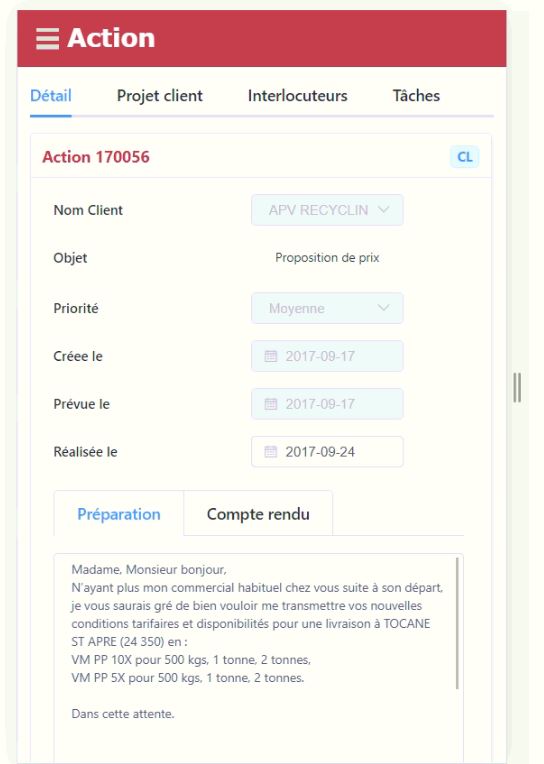 Action
Détail Projet client Interlocuteurs Tâches
Action 170056 CL
Nom Client APV RECYCLIN
Objet Proposition de prix
Priorité Moyenne
Créee le 2017-09-17
Prévue le 2017-09-17
Réalisée le 2017-09-24
Préparation Compte rendu
Madame, Monsieur bonjour,
N'ayant plus mon commercial habituel chez vous suite à son départ,
je vous saurais gré de bien vouloir me transmettre vos nouvelles
conditions tarifaires et disponibilités pour une livraison à TOCANE
ST APRE (24 350) en :
VM PP 10X pour 500 kgs, 1 tonne, 2 tonnes,
VM PP 5X pour 500 kgs, 1 tonne, 2 tonnes.
Dans cette attente.